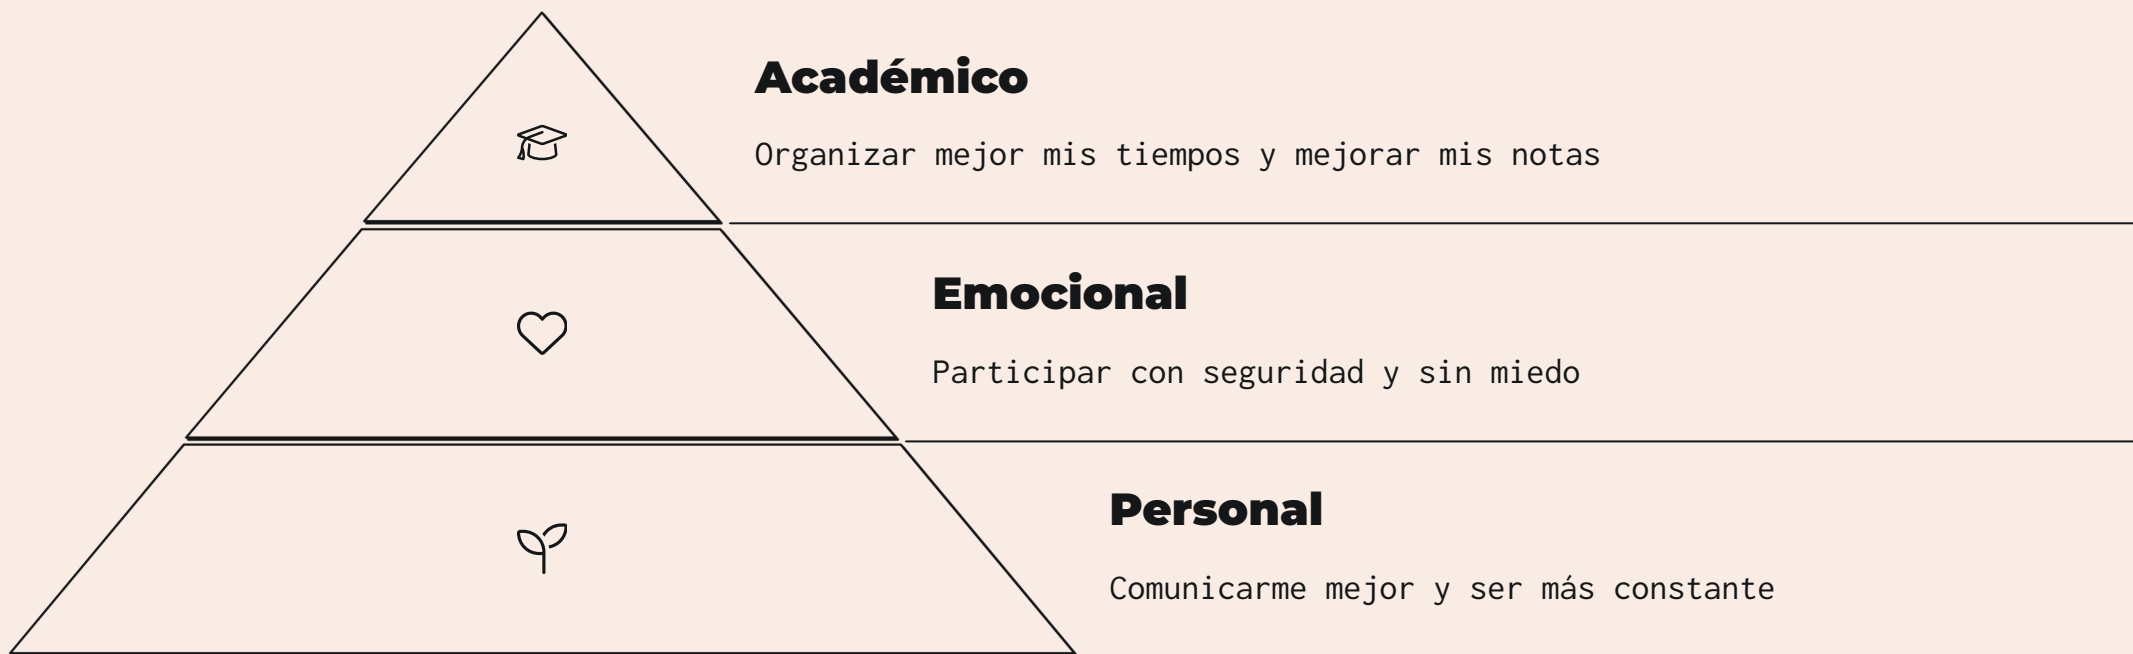 Académico
Organizar mejor mis tiempos y mejorar mis notas
Emocional
Participar con seguridad y sin miedo
Personal
Comunicarme mejor y ser más constante